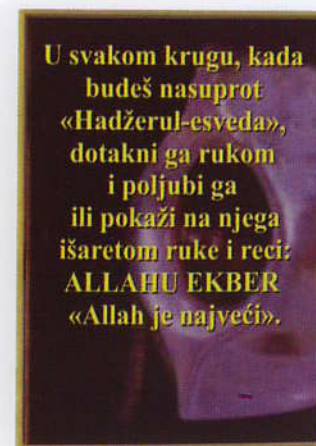 U svakom krugu, kada
budeš nasuprot
«Hadžerul-esveda»,
dotakni ga rukom
i poljubi ga
ili pokaži na njega
išaretom ruke i reci:
ALLAHU EKBER
«Allah je najveći».